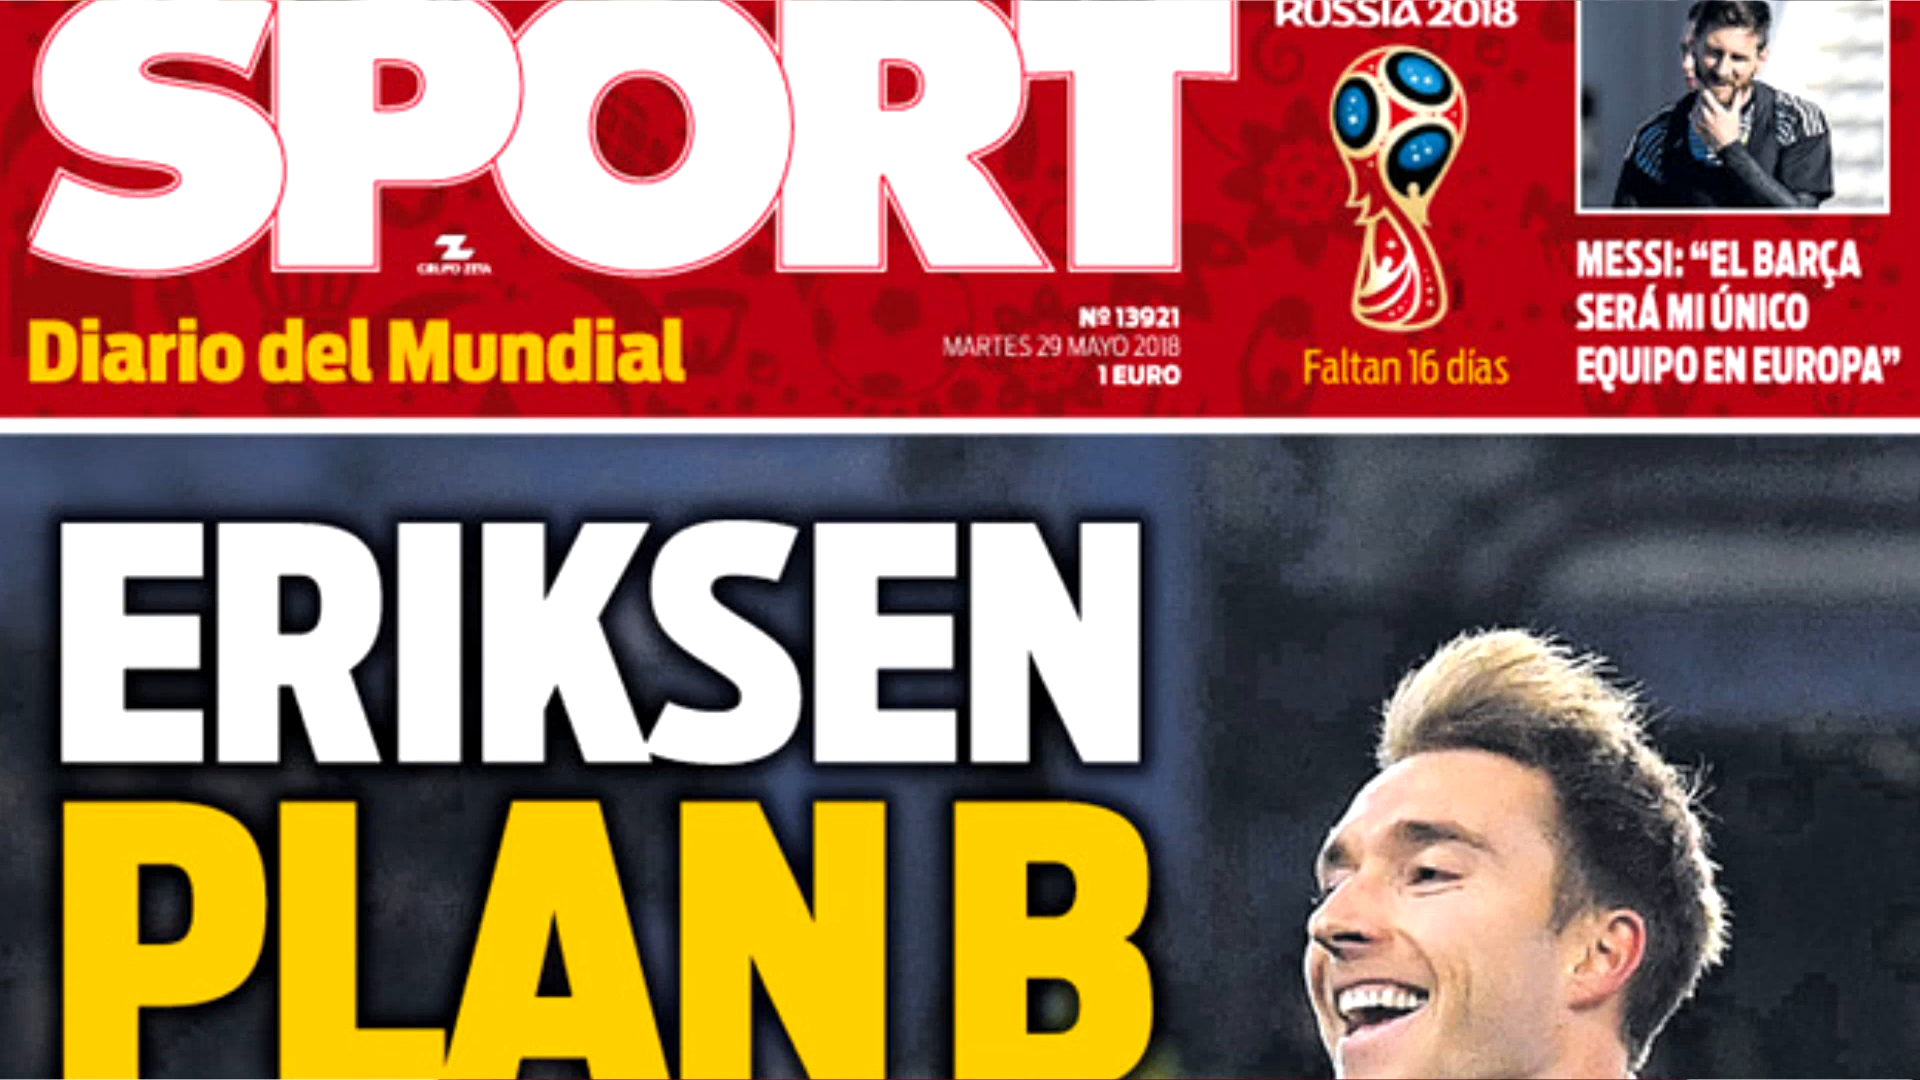 SPORT
GRUPO ZETA
Diario del Mundial
Nº 13921
MARTES 29 MAYO 2018
1 EURO
RUSSIA 2018
Faltan 16 días
MESSI: “EL BARÇA
SERÁ MI ÚNICO
EQUIPO EN EUROPA”
ERIKSEN
PLAN B